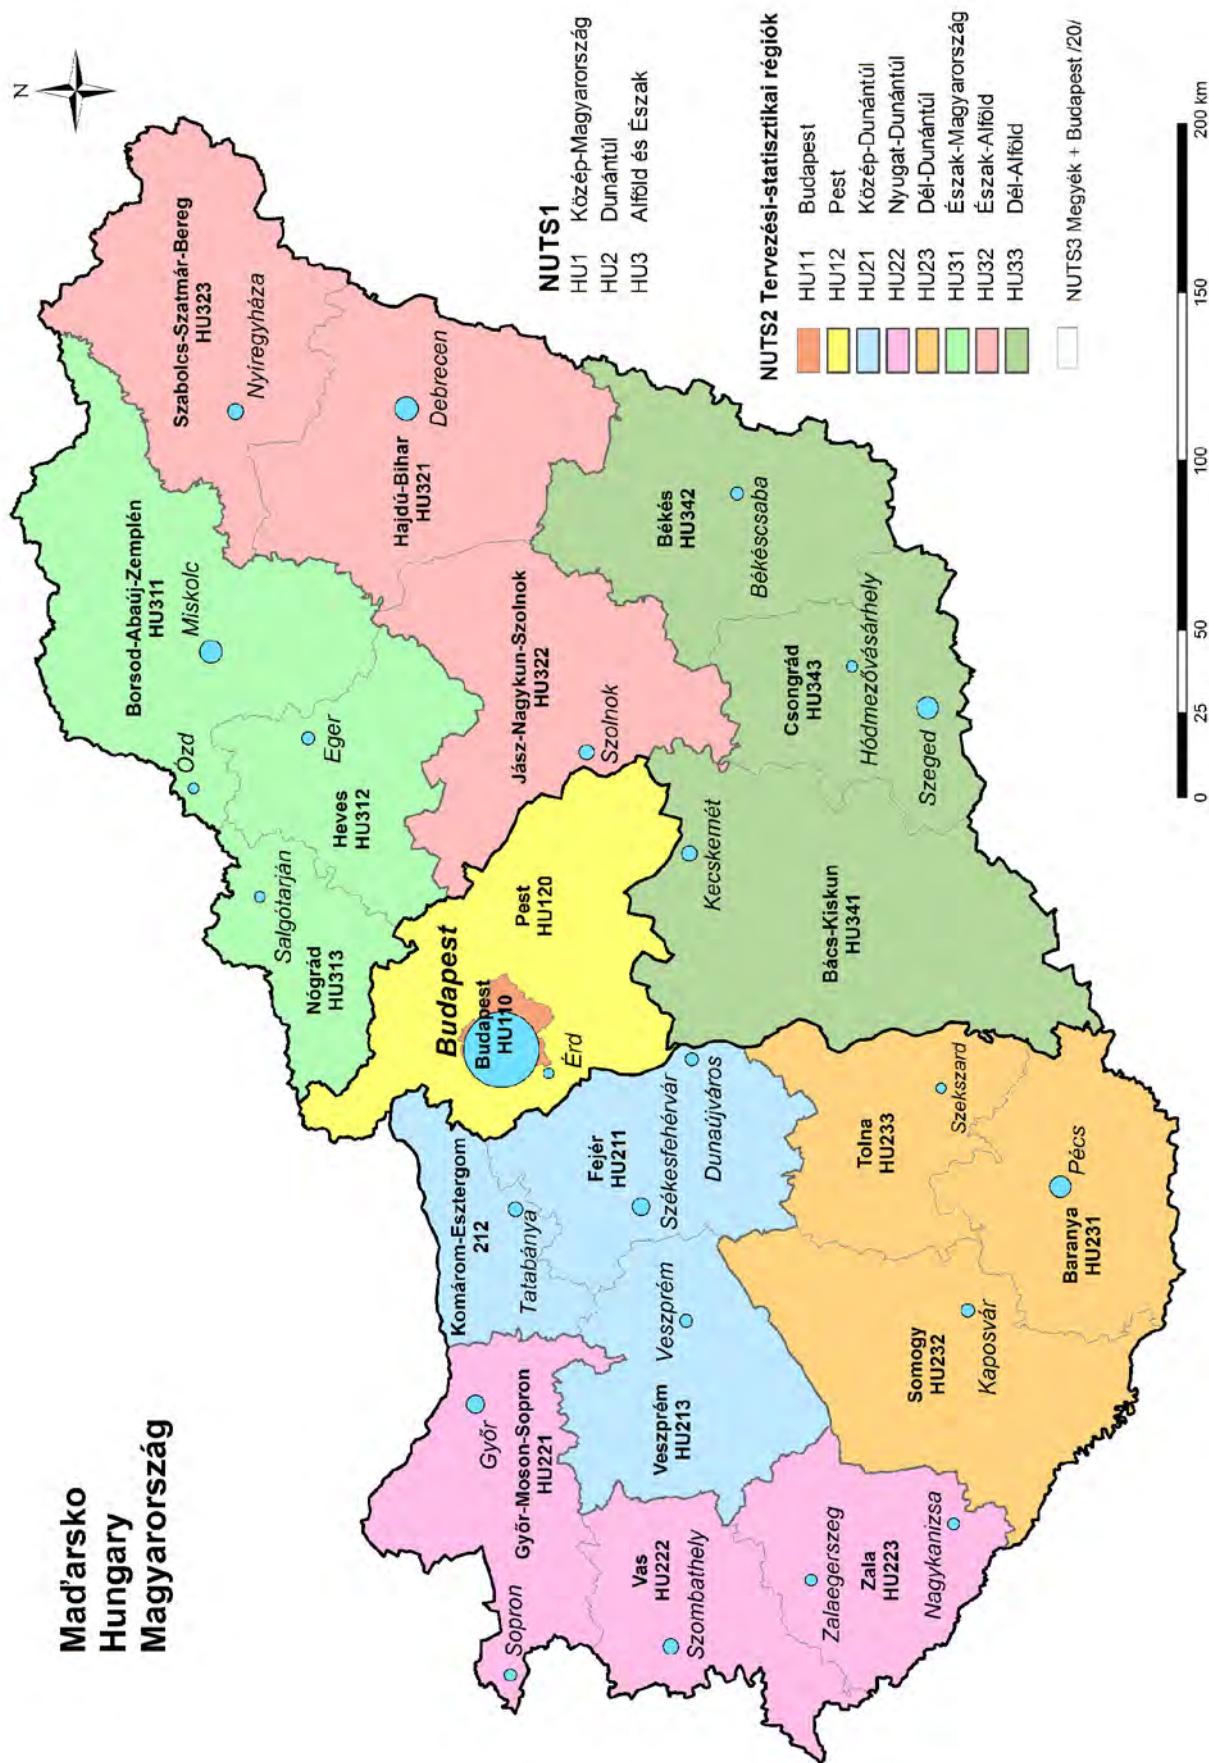 Maďarsko
Hungary
Magyarország
N
Szabolcs-Szatmár-Bereg
HU323
Nyíregyháza
Borsod-Abaúj-Zemplén
HU311
Miskolc
Ózd
Hajdú-Bihar
HU321
Debrecen
Salgótarján
Eger
Heves
HU312
Nógrád
HU313
Jász-Nagykun-Szolnok
HU322
Szolnok
Budapest
Budapest
HU110
Pest
HU120
Érd
Komárom-Esztergom
212
Tatabánya
Győr
Győr-Moson-Sopron
HU221
Sopron
Fejér
HU211
Székesfehérvár
Dunaújváros
Veszprém
Veszprém
HU213
Vas
HU222
Szombathely
Kecskemét
Békés
HU342
Békéscsaba
Csongrád
HU343
Hódmezővásárhely
Szeged
Bács-Kiskun
HU341
Zalaegerszeg
Zala
HU223
Nagykanizsa
Somogy
HU232
Kaposvár
Tolna
HU233
Szekszard
Baranya
HU231
Pécs
NUTS1
HU1 Közép-Magyarország
HU2 Dunántúl
HU3 Alföld és Észak
NUTS2 Tervezési-statisztikai régiók
HU11 Budapest
HU12 Pest
HU21 Közép-Dunántúl
HU22 Nyugat-Dunántúl
HU23 Dél-Dunántúl
HU31 Észak-Magyarország
HU32 Észak-Alföld
HU33 Dél-Alföld
NUTS3 Megyék + Budapest /20/
0 25 50 100 150 200 km